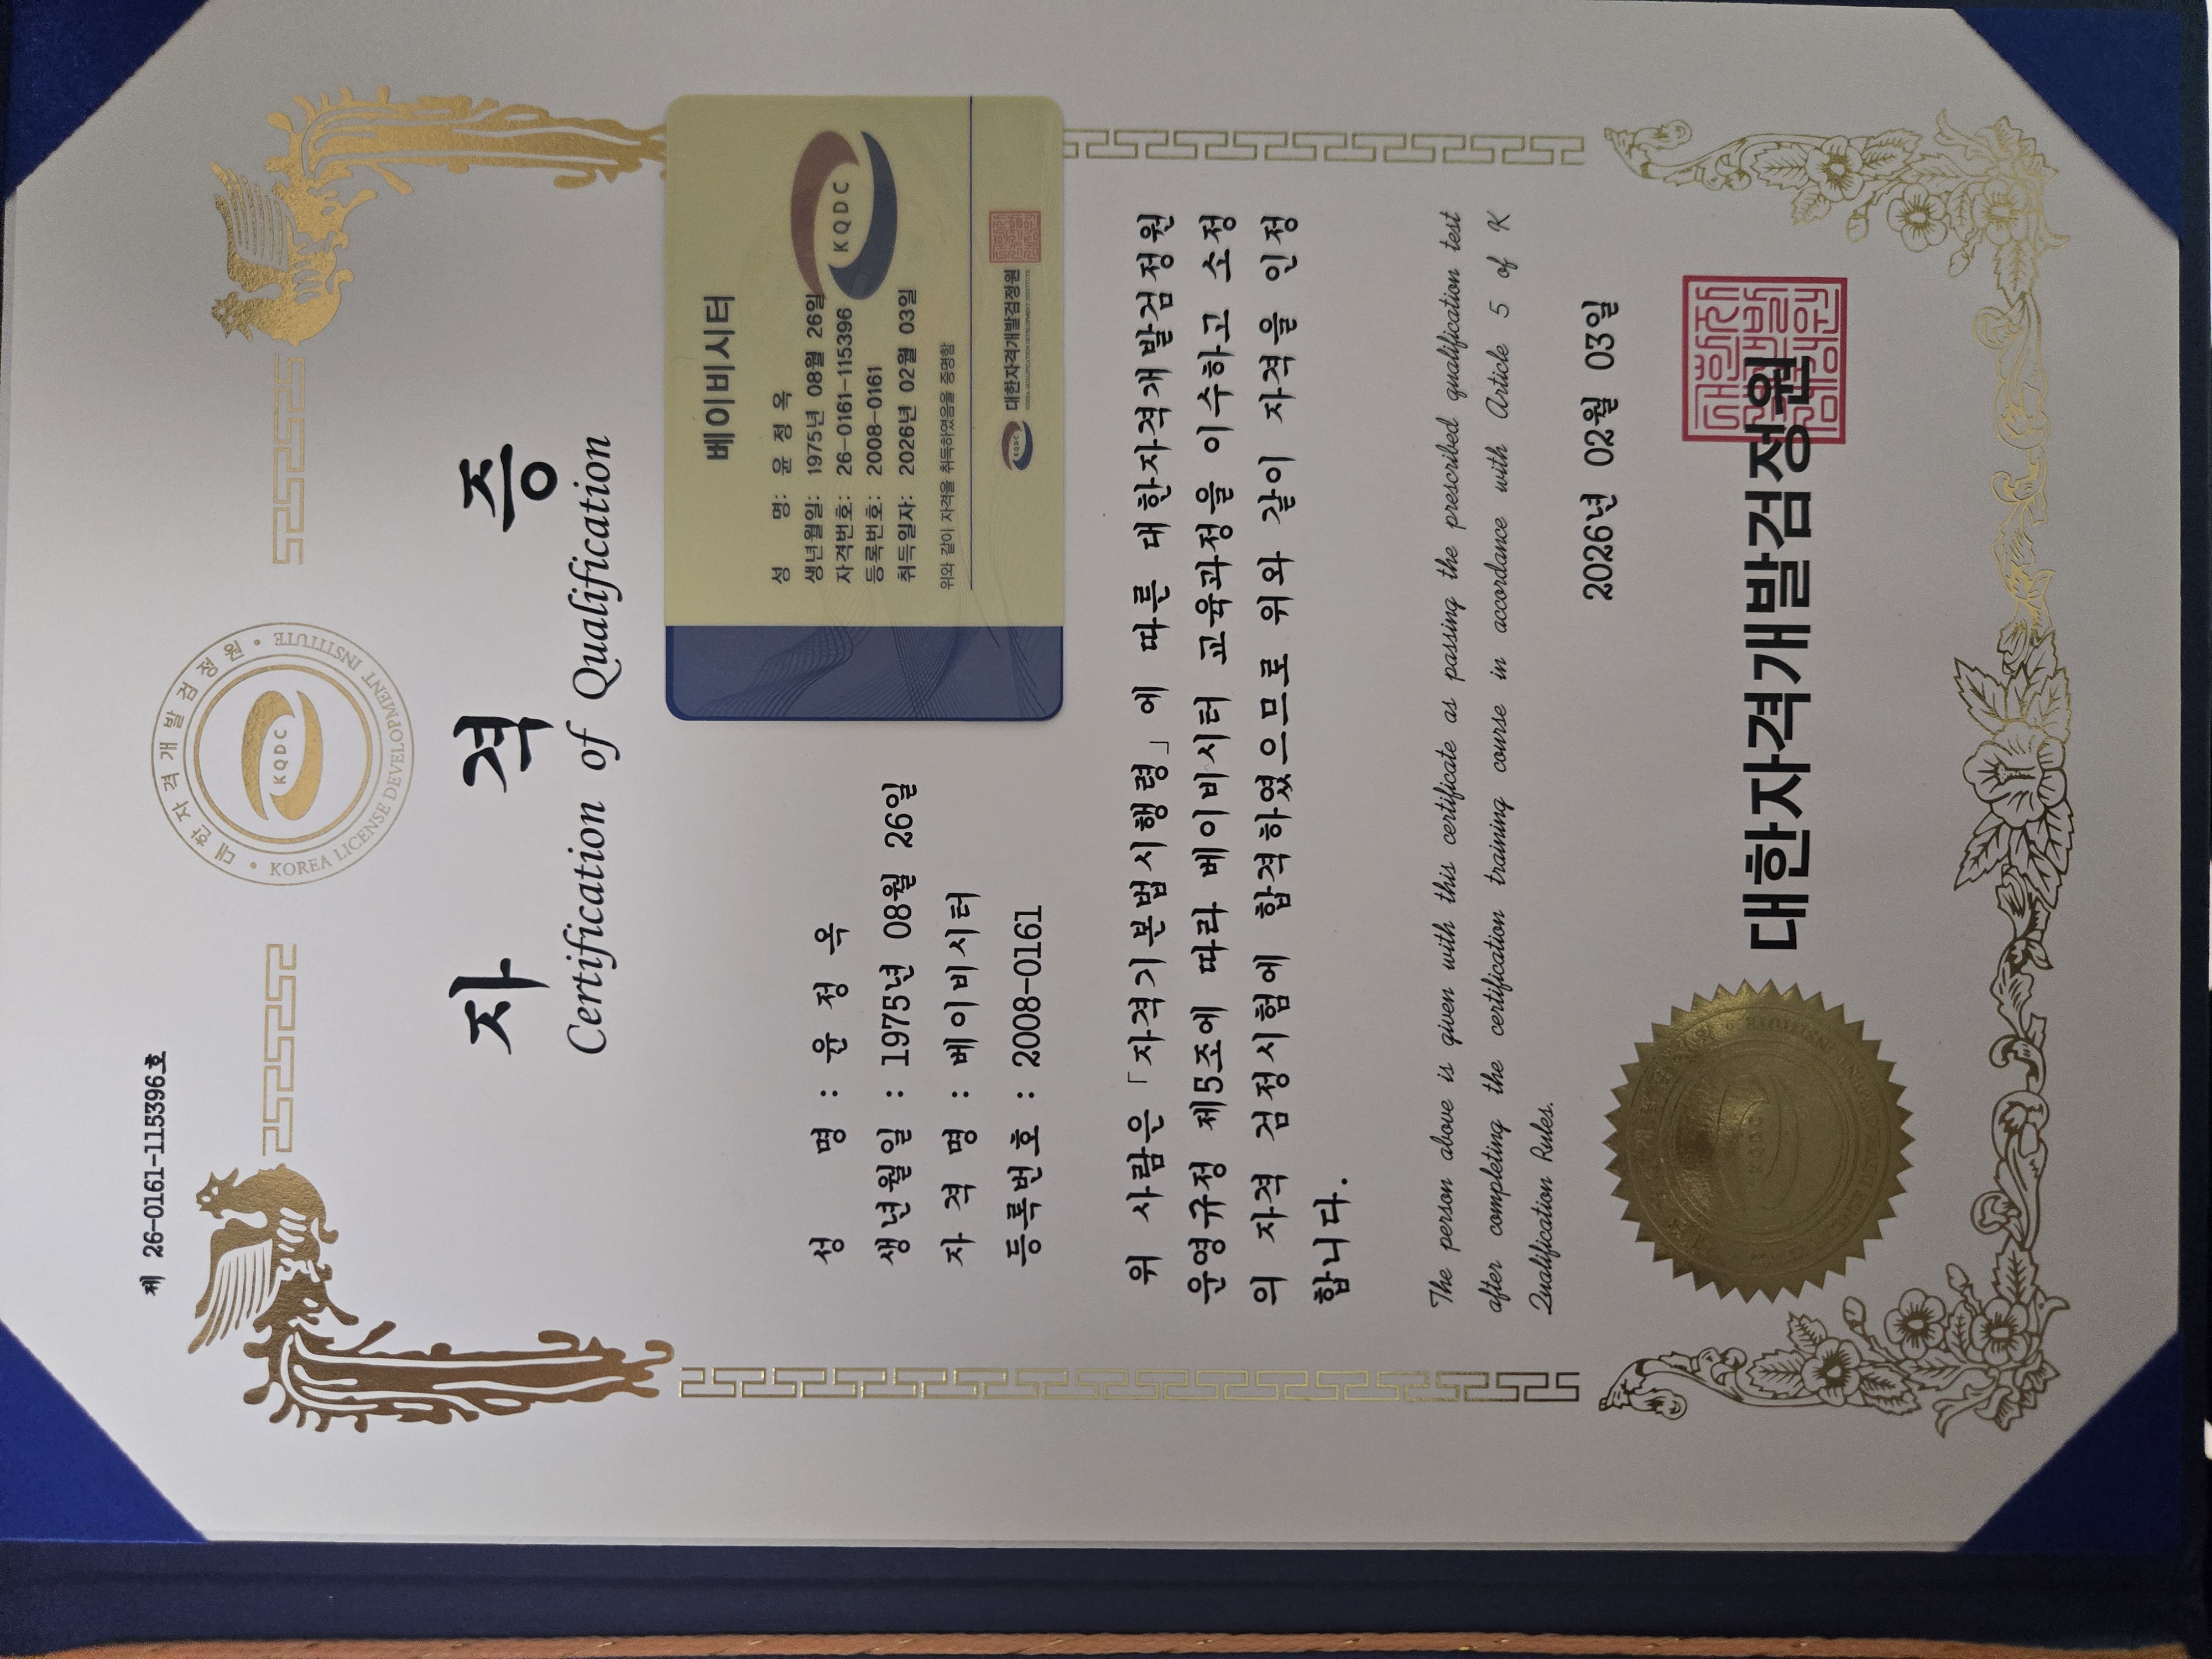 제 26-0161-115396호
대한자격개발검정원
KOREA LICENSE DEVELOPMENT INSTITUTE
KQDC
자 격 증
Certification of Qualification
성 명 : 윤 정 옥
생년월일 : 1975년 08월 26일
자 격 명 : 베이비시터
등록번호 : 2008-0161
베이비시터
성 명: 윤 정 옥
생년월일: 1975년 08월 26일
자격번호: 26-0161-115396
등록번호: 2008-0161
취득일자: 2026년 02월 03일
위와 같이 자격을 취득하였음을 증명함
KQDC
KQDC
대한자격개발검정원
위 사람은 「자격기본법시행령」에 따른 대한자격개발검정원
운영규정 제5조에 따라 베이비시터 교육과정을 이수하고 소정
의 자격 검정시험에 합격하였으므로 위와 같이 자격을 인정
합니다.
The person above is given with this certificate as passing the prescribed qualification test
after completing the certification training course in accordance with Article 5 of K
Qualification Rules.
2026년 02월 03일
대한자격개발검정원